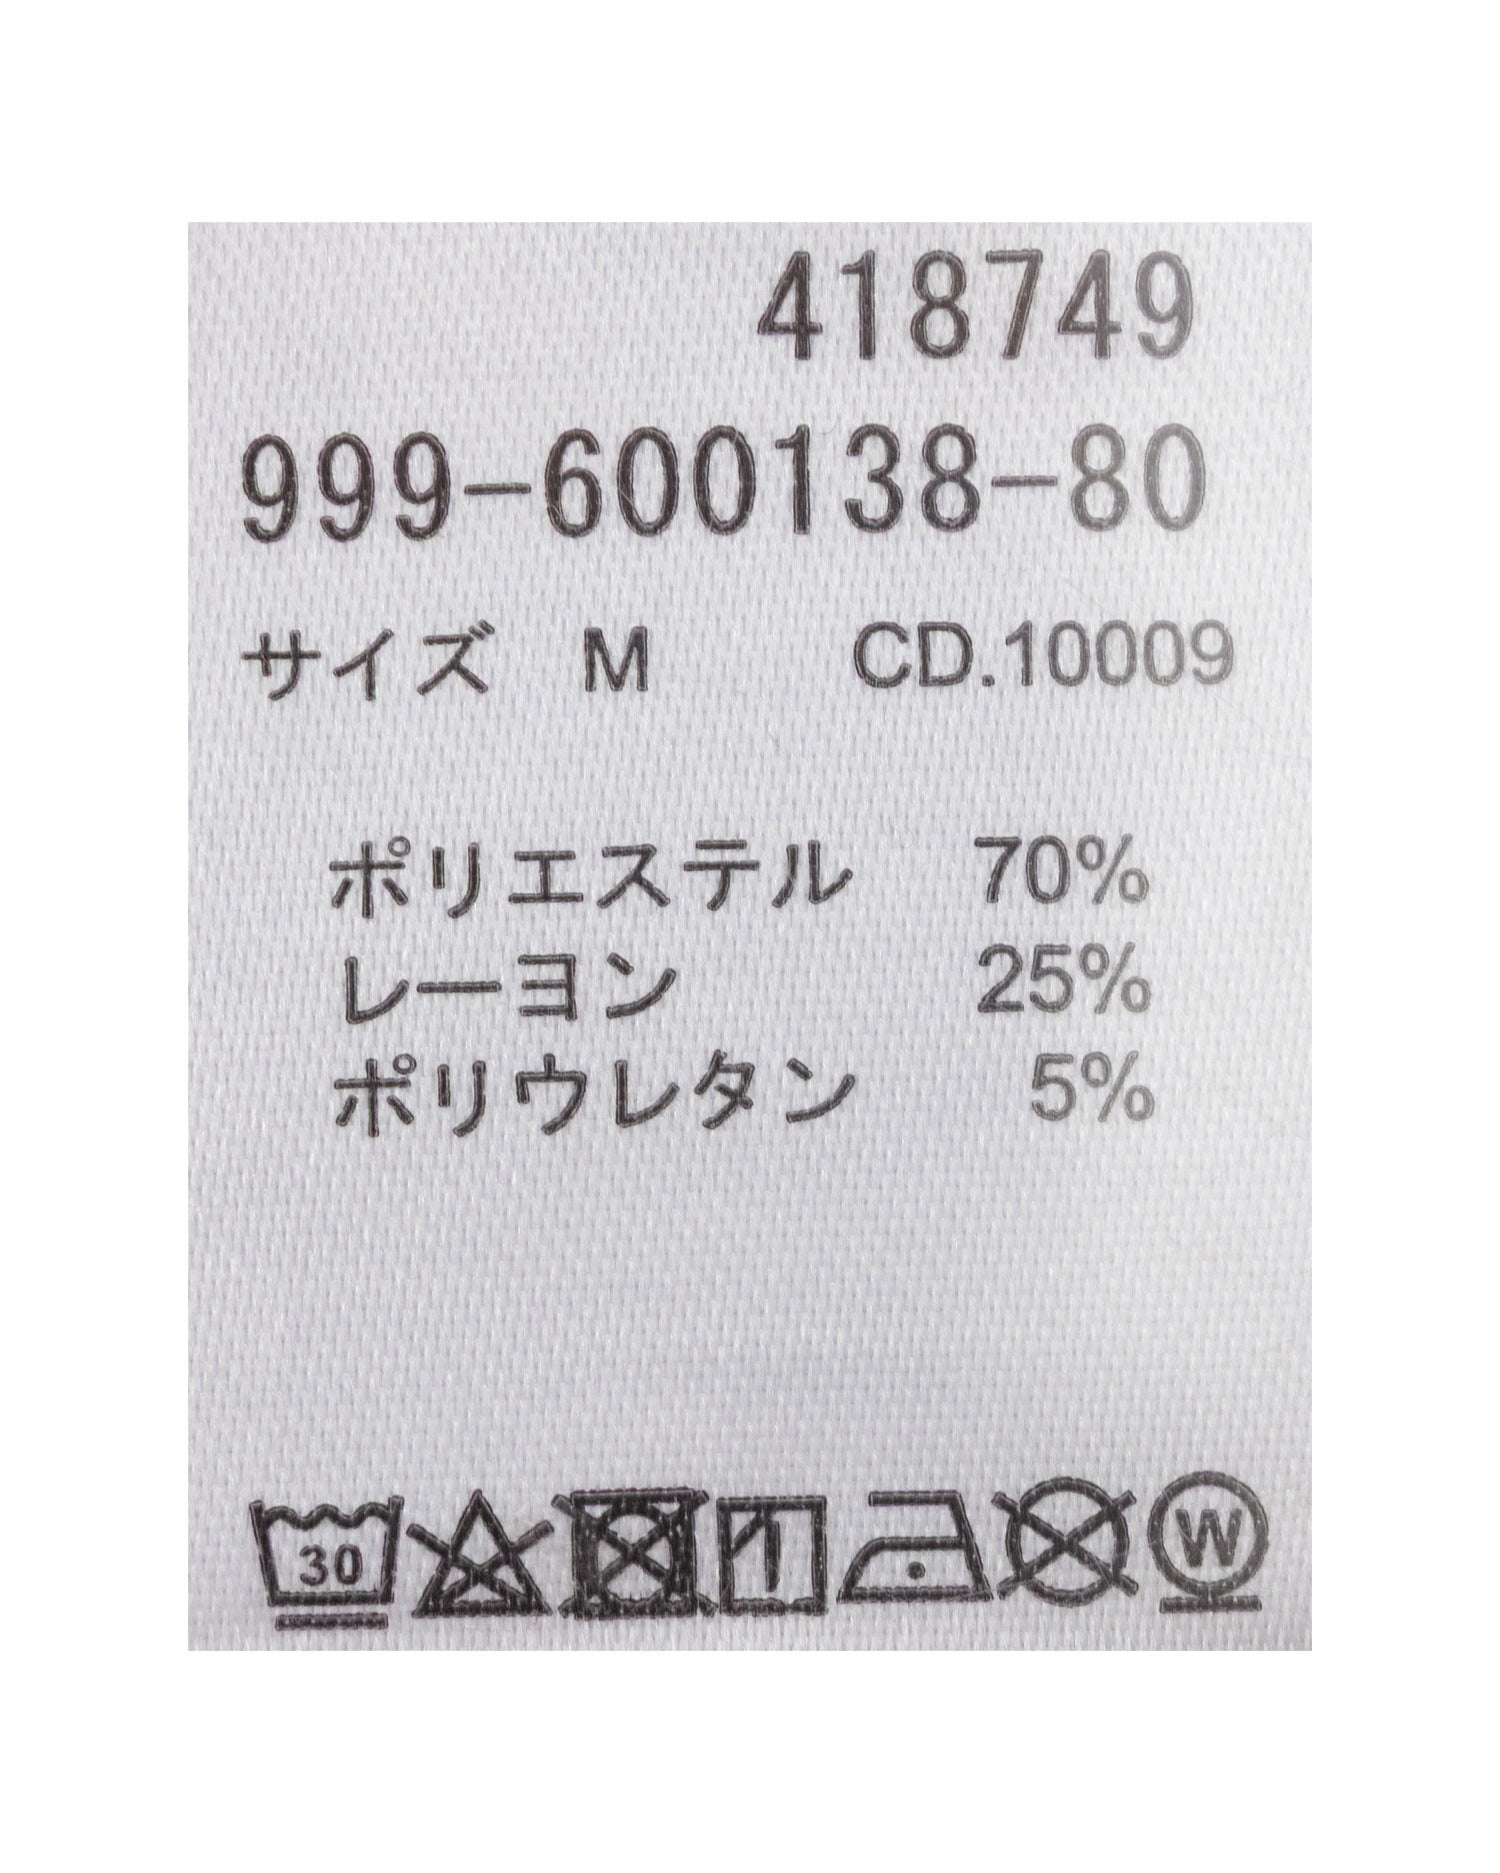 418749
999-600138-80
サイズ M CD.10009
ポリエステル 70%
レーヨン 25%
ポリウレタン 5%
30 W